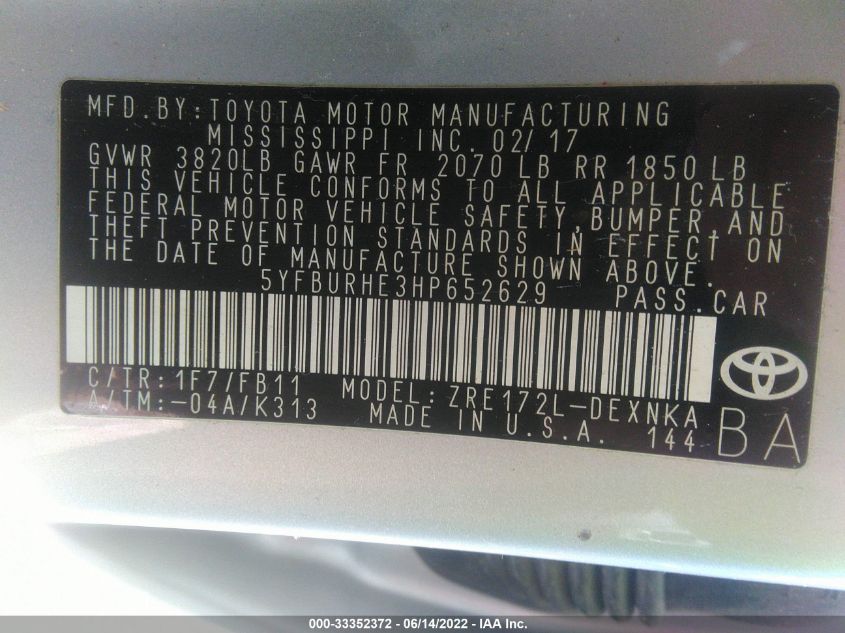 MFD.BY:TOYOTA MOTOR MANUFACTURING
MISSISSIPPI INC. 02/17
GVWR 3820LB GAWR FR 2070 LB RR 1850 LB
THIS VEHICLE CONFORMS TO ALL APPLICABLE
FEDERAL MOTOR VEHICLE SAFETY,BUMPER,AND
THEFT PREVENTION STANDARDS IN EFFECT ON
THE DATE OF MANUFACTURE SHOWN ABOVE.
5YFBURHE3HP652629 PASS.CAR
C/TR:1F7/FB11 MODEL:ZRE172L-DEXNKA
A/TM:-04A/K313 MADE IN U.S.A. 144
BA
000-33352372 - 06/14/2022 - IAA Inc.